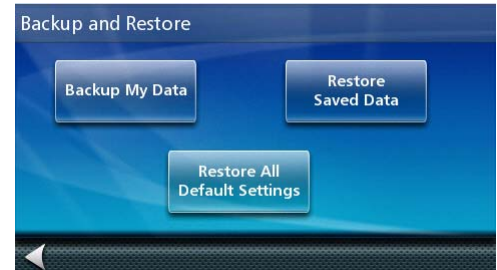 Backup and Restore
Backup My Data
Restore
Saved Data
Restore All
Default Settings